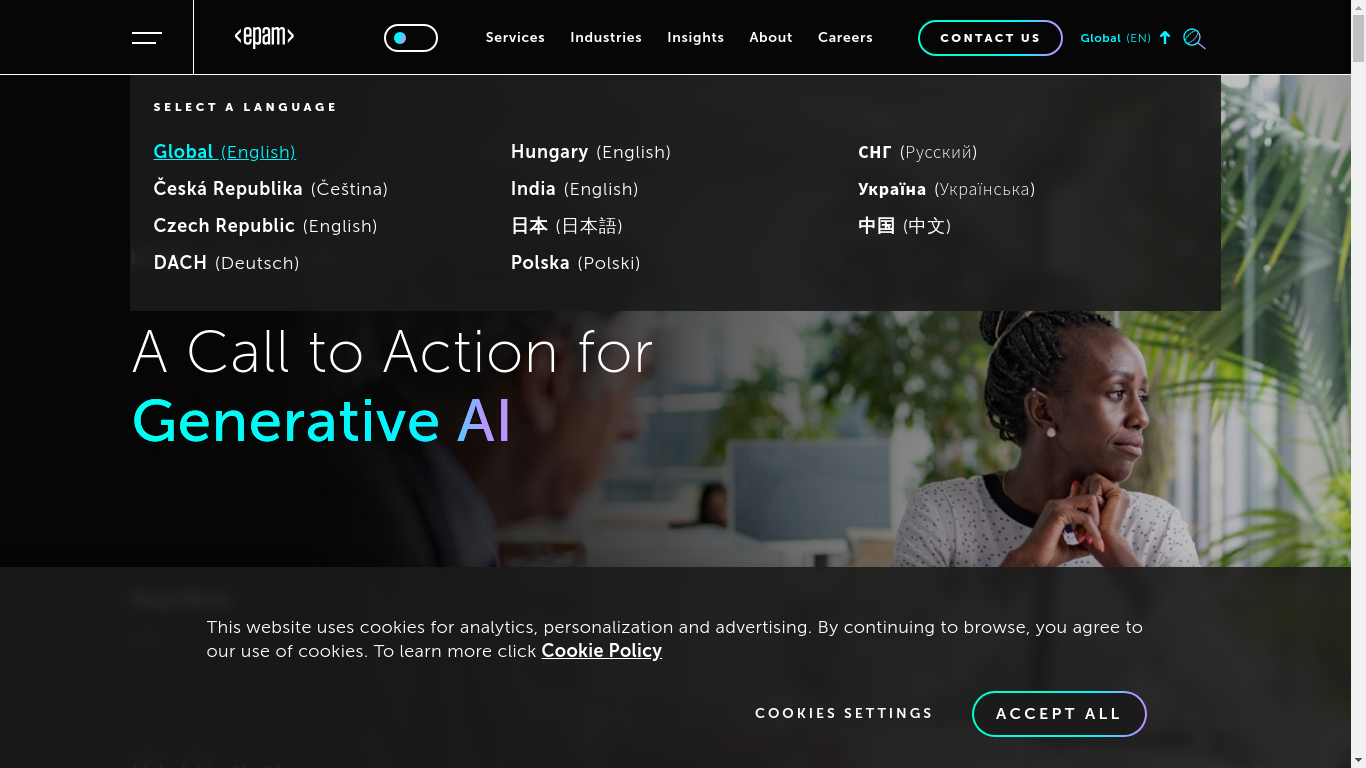 <epam>
Services Industries Insights About Careers CONTACT US Global (EN)
SELECT A LANGUAGE
Global (English)
Česká Republika (Čeština)
Czech Republic (English)
DACH (Deutsch)
Hungary (English)
India (English)
日本 (日本語)
Polska (Polski)
СНГ (Русский)
Україна (Українська)
中国 (中文)
A Call to Action for
Generative AI
This website uses cookies for analytics, personalization and advertising. By continuing to browse, you agree to
our use of cookies. To learn more click Cookie Policy
COOKIES SETTINGS ACCEPT ALL